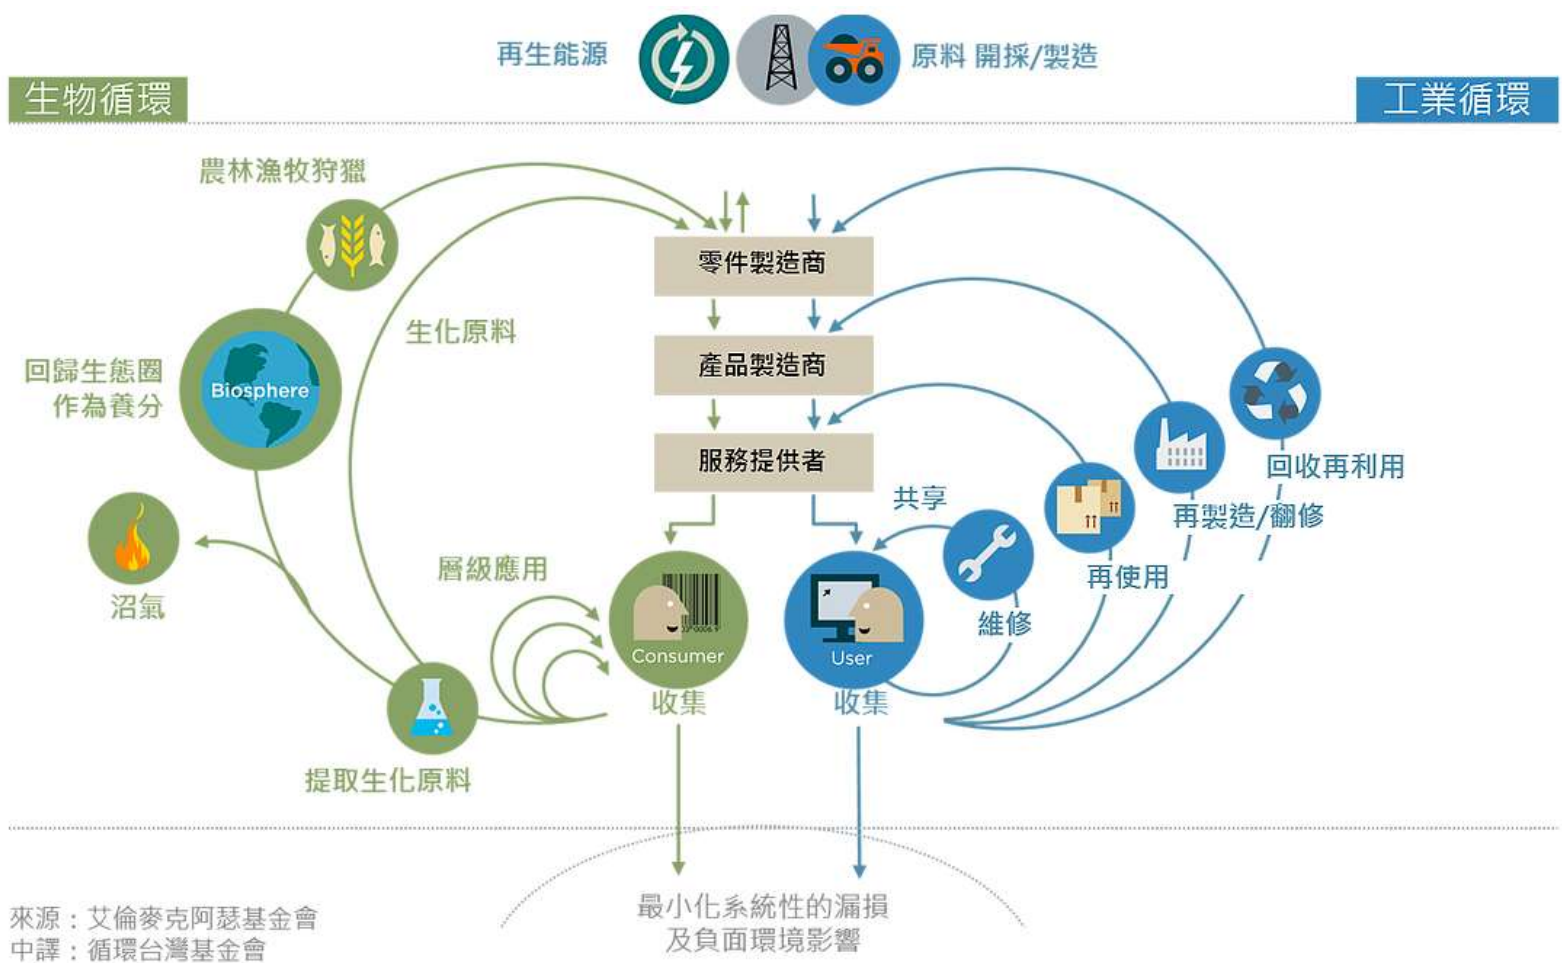 再生能源
原料 開採/製造
生物循環
工業循環
農林漁牧狩獵
零件製造商
生化原料
產品製造商
回歸生態圈
作為養分
Biosphere
服務提供者
回收再利用
共享
再製造/翻修
層級應用
再使用
沼氣
維修
Consumer
User
收集
收集
提取生化原料
最小化系統性的漏損
及負面環境影響
來源：艾倫麥克阿瑟基金會
中譯：循環台灣基金會